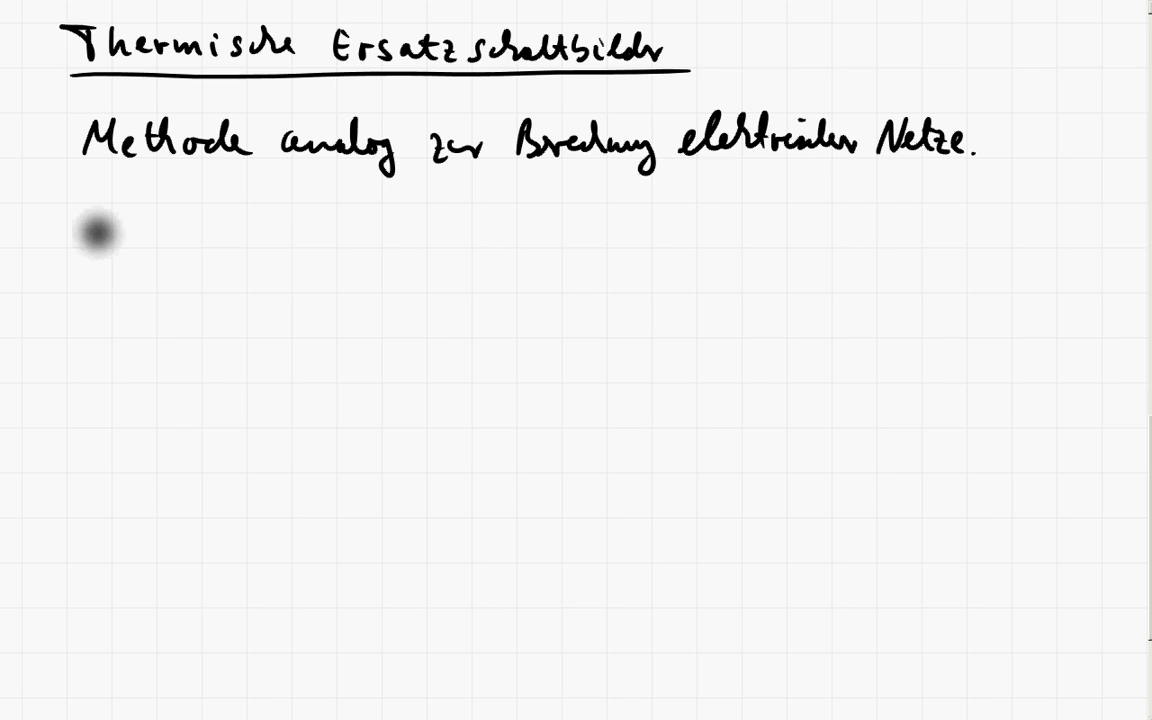 Thermische Ersatzschaltbilder
Methode analog zur Berechnung elektrischer Netze.